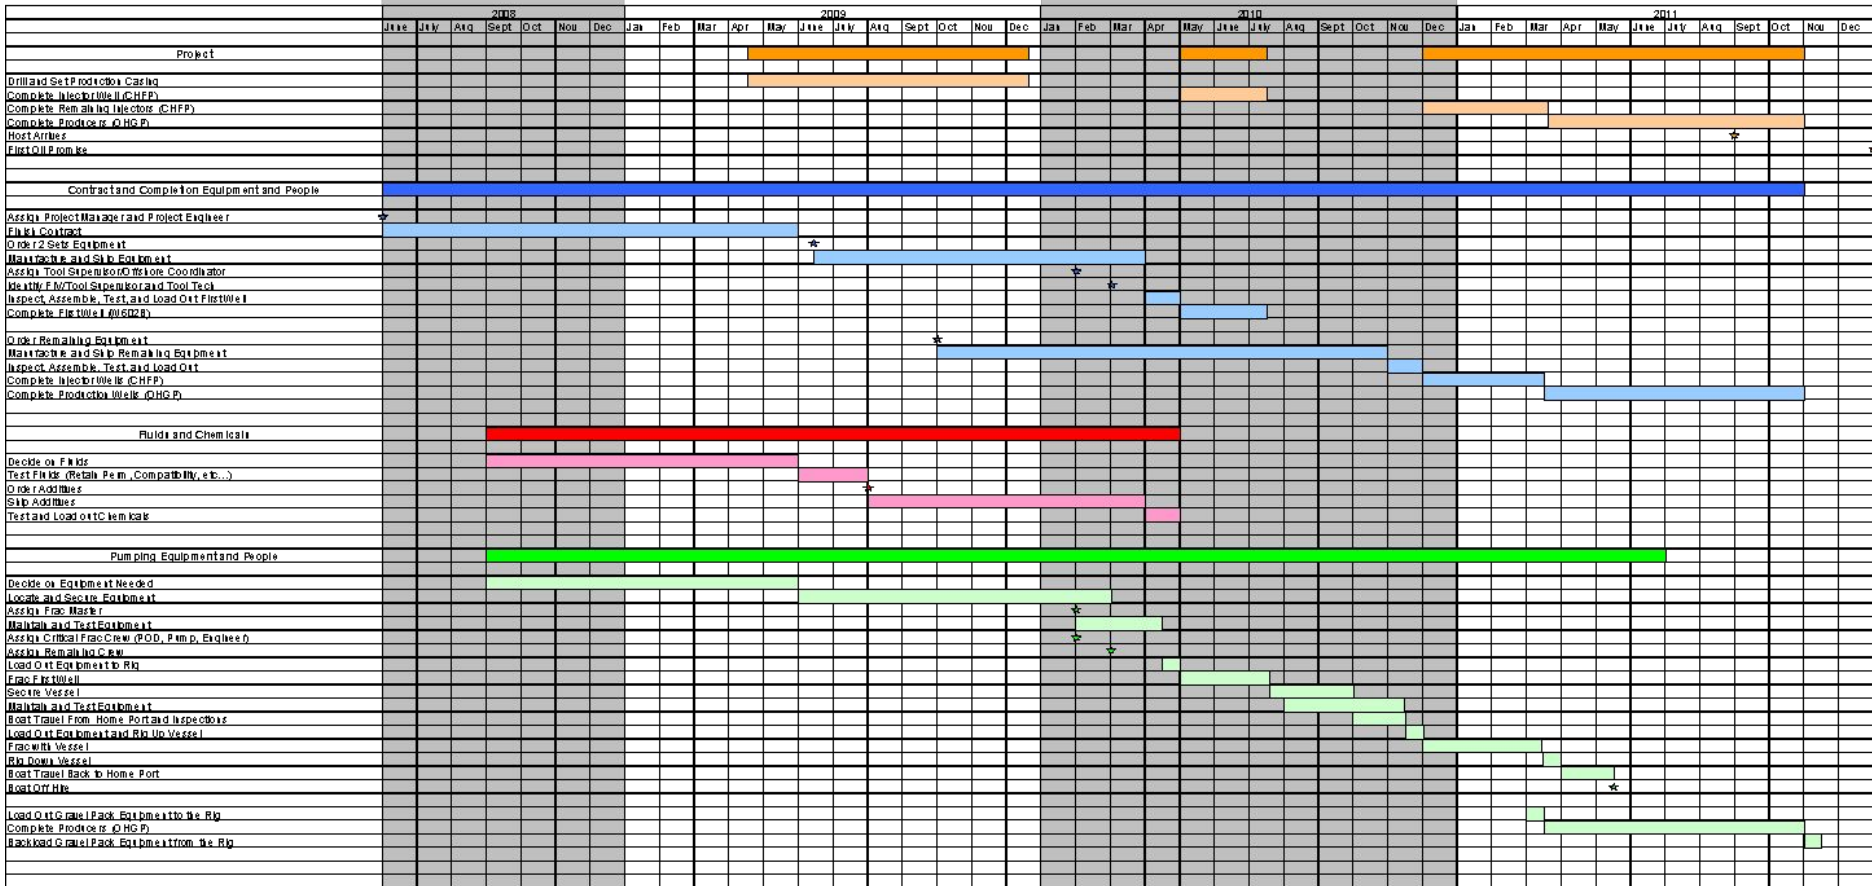 2008 2009 2010 2011
June July Aug Sept Oct Nov Dec Jan Feb Mar Apr May June July Aug Sept Oct Nov Dec Jan Feb Mar Apr May June July Aug Sept Oct Nov Dec Jan Feb Mar Apr May June July Aug Sept Oct Nov Dec
Project
Drill and Set Production Casing
Complete Injector Well (CHFP)
Complete Remaining Injectors (CHFP)
Complete Producers (OHGP)
Host Arrives
First Oil Promise
Contract and Completion Equipment and People
Assign Project Manager and Project Engineer
Finish Contract
Order 2 Sets Equipment
Manufacture and Ship Equipment
Assign Tool Supervisor/Offshore Coordinator
Identify FM/Tool Supervisor and Tool Tech
Inspect, Assemble, Test, and Load Out First Well
Complete First Well (W602B)
Order Remaining Equipment
Manufacture and Ship Remaining Equipment
Inspect, Assemble, Test, and Load Out
Complete Injector Wells (CHFP)
Complete Production Wells (OHGP)
Fluids and Chemicals
Decide on Fluids
Test Fluids (Retain Perm, Compatibility, etc...)
Order Additives
Ship Additives
Test and Load out Chemicals
Pumping Equipment and People
Decide on Equipment Needed
Locate and Secure Equipment
Assign Frac Master
Maintain and Test Equipment
Assign Critical Frac Crew (POD, Pump, Engineer)
Assign Remaining Crew
Load Out Equipment to Rig
Frac First Well
Secure Vessel
Maintain and Test Equipment
Boat Travel From Home Port and Inspections
Load Out Equipment and Rig Up Vessel
Frac with Vessel
Rig Down Vessel
Boat Travel Back to Home Port
Boat Off Hire
Load Out Gravel Pack Equipment to the Rig
Complete Producers (OHGP)
Backload Gravel Pack Equipment from the Rig